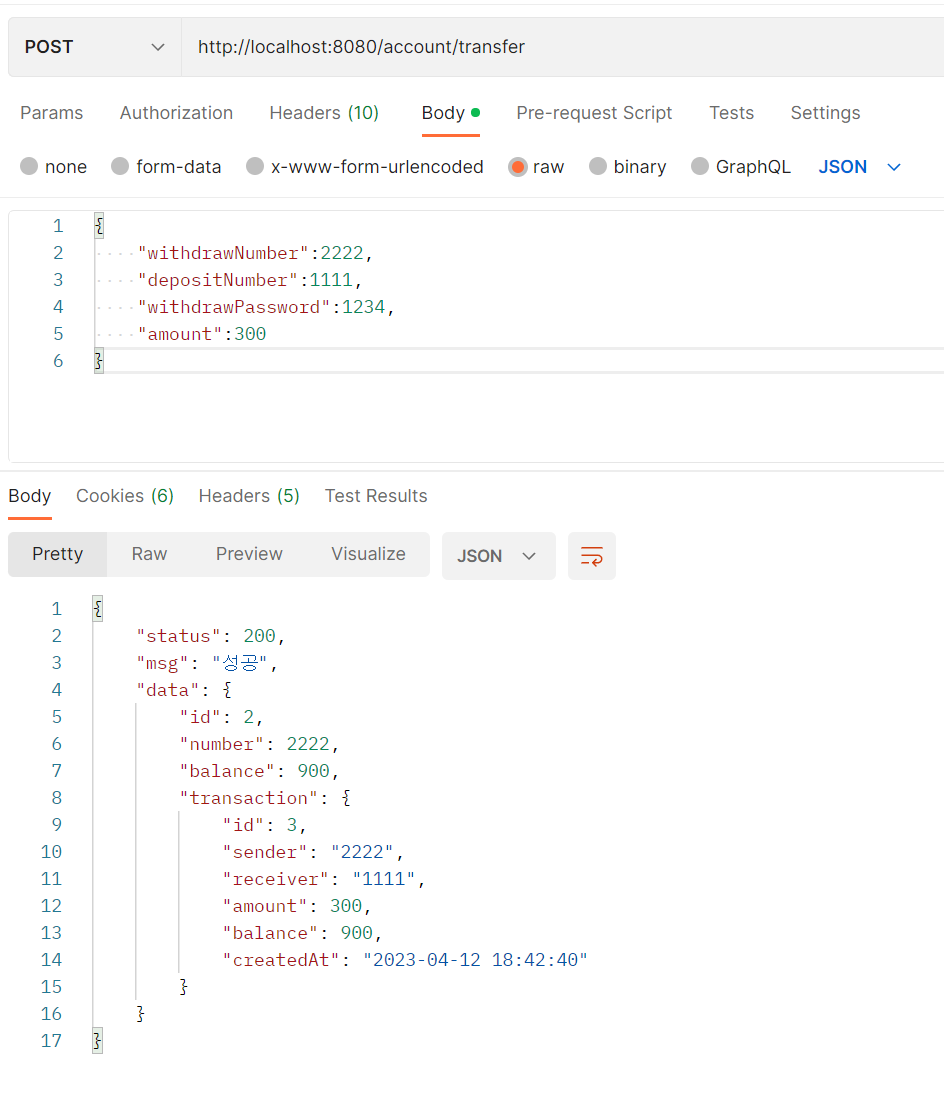 POST http://localhost:8080/account/transfer
Params Authorization Headers (10) Body Pre-request Script Tests Settings
none form-data x-www-form-urlencoded raw binary GraphQL JSON
1 {
2 "withdrawNumber":2222,
3 "depositNumber":1111,
4 "withdrawPassword":1234,
5 "amount":300
6 }
Body Cookies (6) Headers (5) Test Results
Pretty Raw Preview Visualize JSON
1 {
2 "status": 200,
3 "msg": "성공",
4 "data": {
5 "id": 2,
6 "number": 2222,
7 "balance": 900,
8 "transaction": {
9 "id": 3,
10 "sender": "2222",
11 "receiver": "1111",
12 "amount": 300,
13 "balance": 900,
14 "createdAt": "2023-04-12 18:42:40"
15 }
16 }
17 }